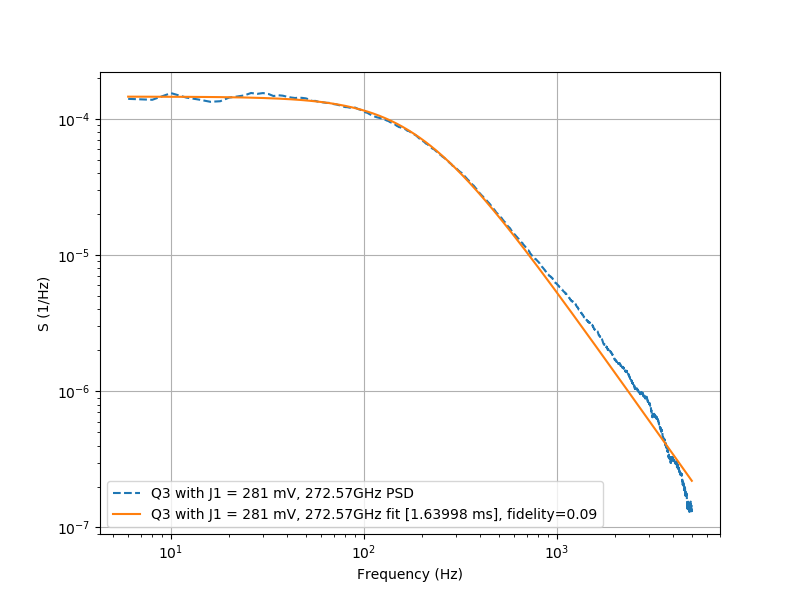 10⁻⁴
10⁻⁵
10⁻⁶
10⁻⁷
S (1/Hz)
Q3 with J1 = 281 mV, 272.57GHz PSD
Q3 with J1 = 281 mV, 272.57GHz fit [1.63998 ms], fidelity=0.09
10¹ 10² 10³
Frequency (Hz)